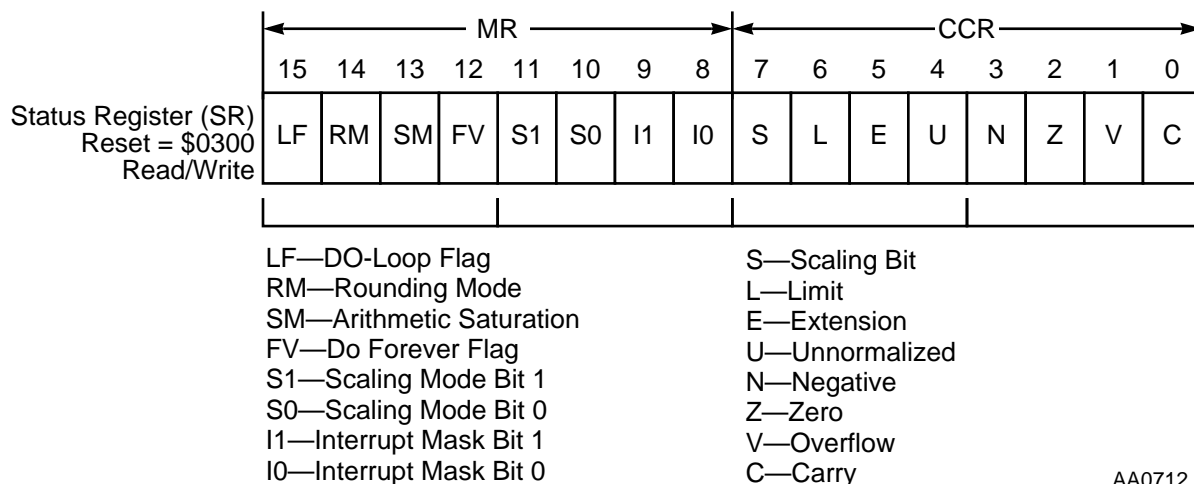 MR CCR
15 14 13 12 11 10 9 8 7 6 5 4 3 2 1 0
Status Register (SR)
Reset = $0300
Read/Write
LF RM SM FV S1 S0 I1 I0 S L E U N Z V C
LF—DO-Loop Flag
RM—Rounding Mode
SM—Arithmetic Saturation
FV—Do Forever Flag
S1—Scaling Mode Bit 1
S0—Scaling Mode Bit 0
I1—Interrupt Mask Bit 1
I0—Interrupt Mask Bit 0
S—Scaling Bit
L—Limit
E—Extension
U—Unnormalized
N—Negative
Z—Zero
V—Overflow
C—Carry
AA0712